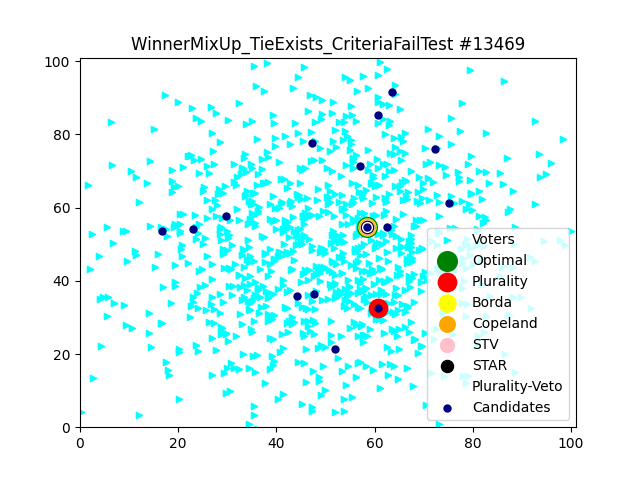 WinnerMixUp_TieExists_CriteriaFailTest #13469
100
80
60
40
20
0
0 20 40 60 80 100
Voters
Optimal
Plurality
Borda
Copeland
STV
STAR
Plurality-Veto
Candidates